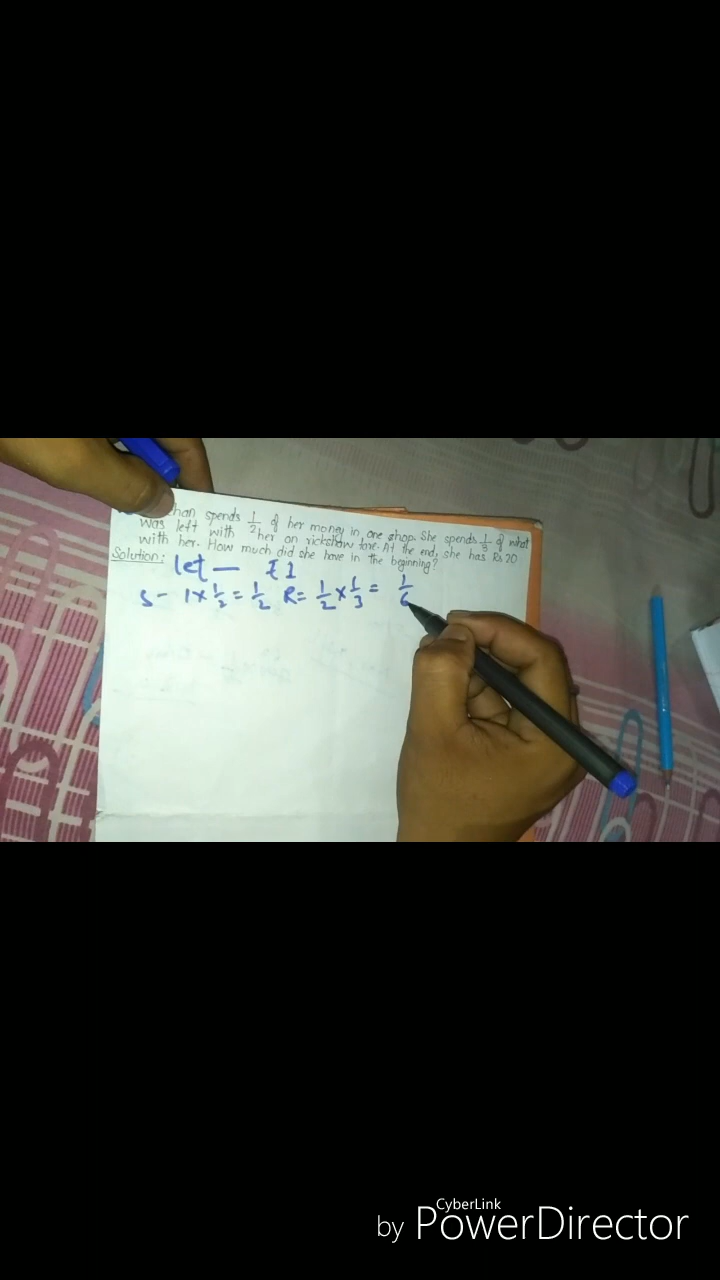 han spends 1/2 of her money in one shop. She spends 1/3 of what
was left with her on rickshaw fare. At the end, she has Rs 20
with her. How much did she have in the beginning?
Solution: let — ₹ 1
S - 1 × 1/2 = 1/2 R = 1/2 × 1/3 = 1/6
CyberLink
by PowerDirector